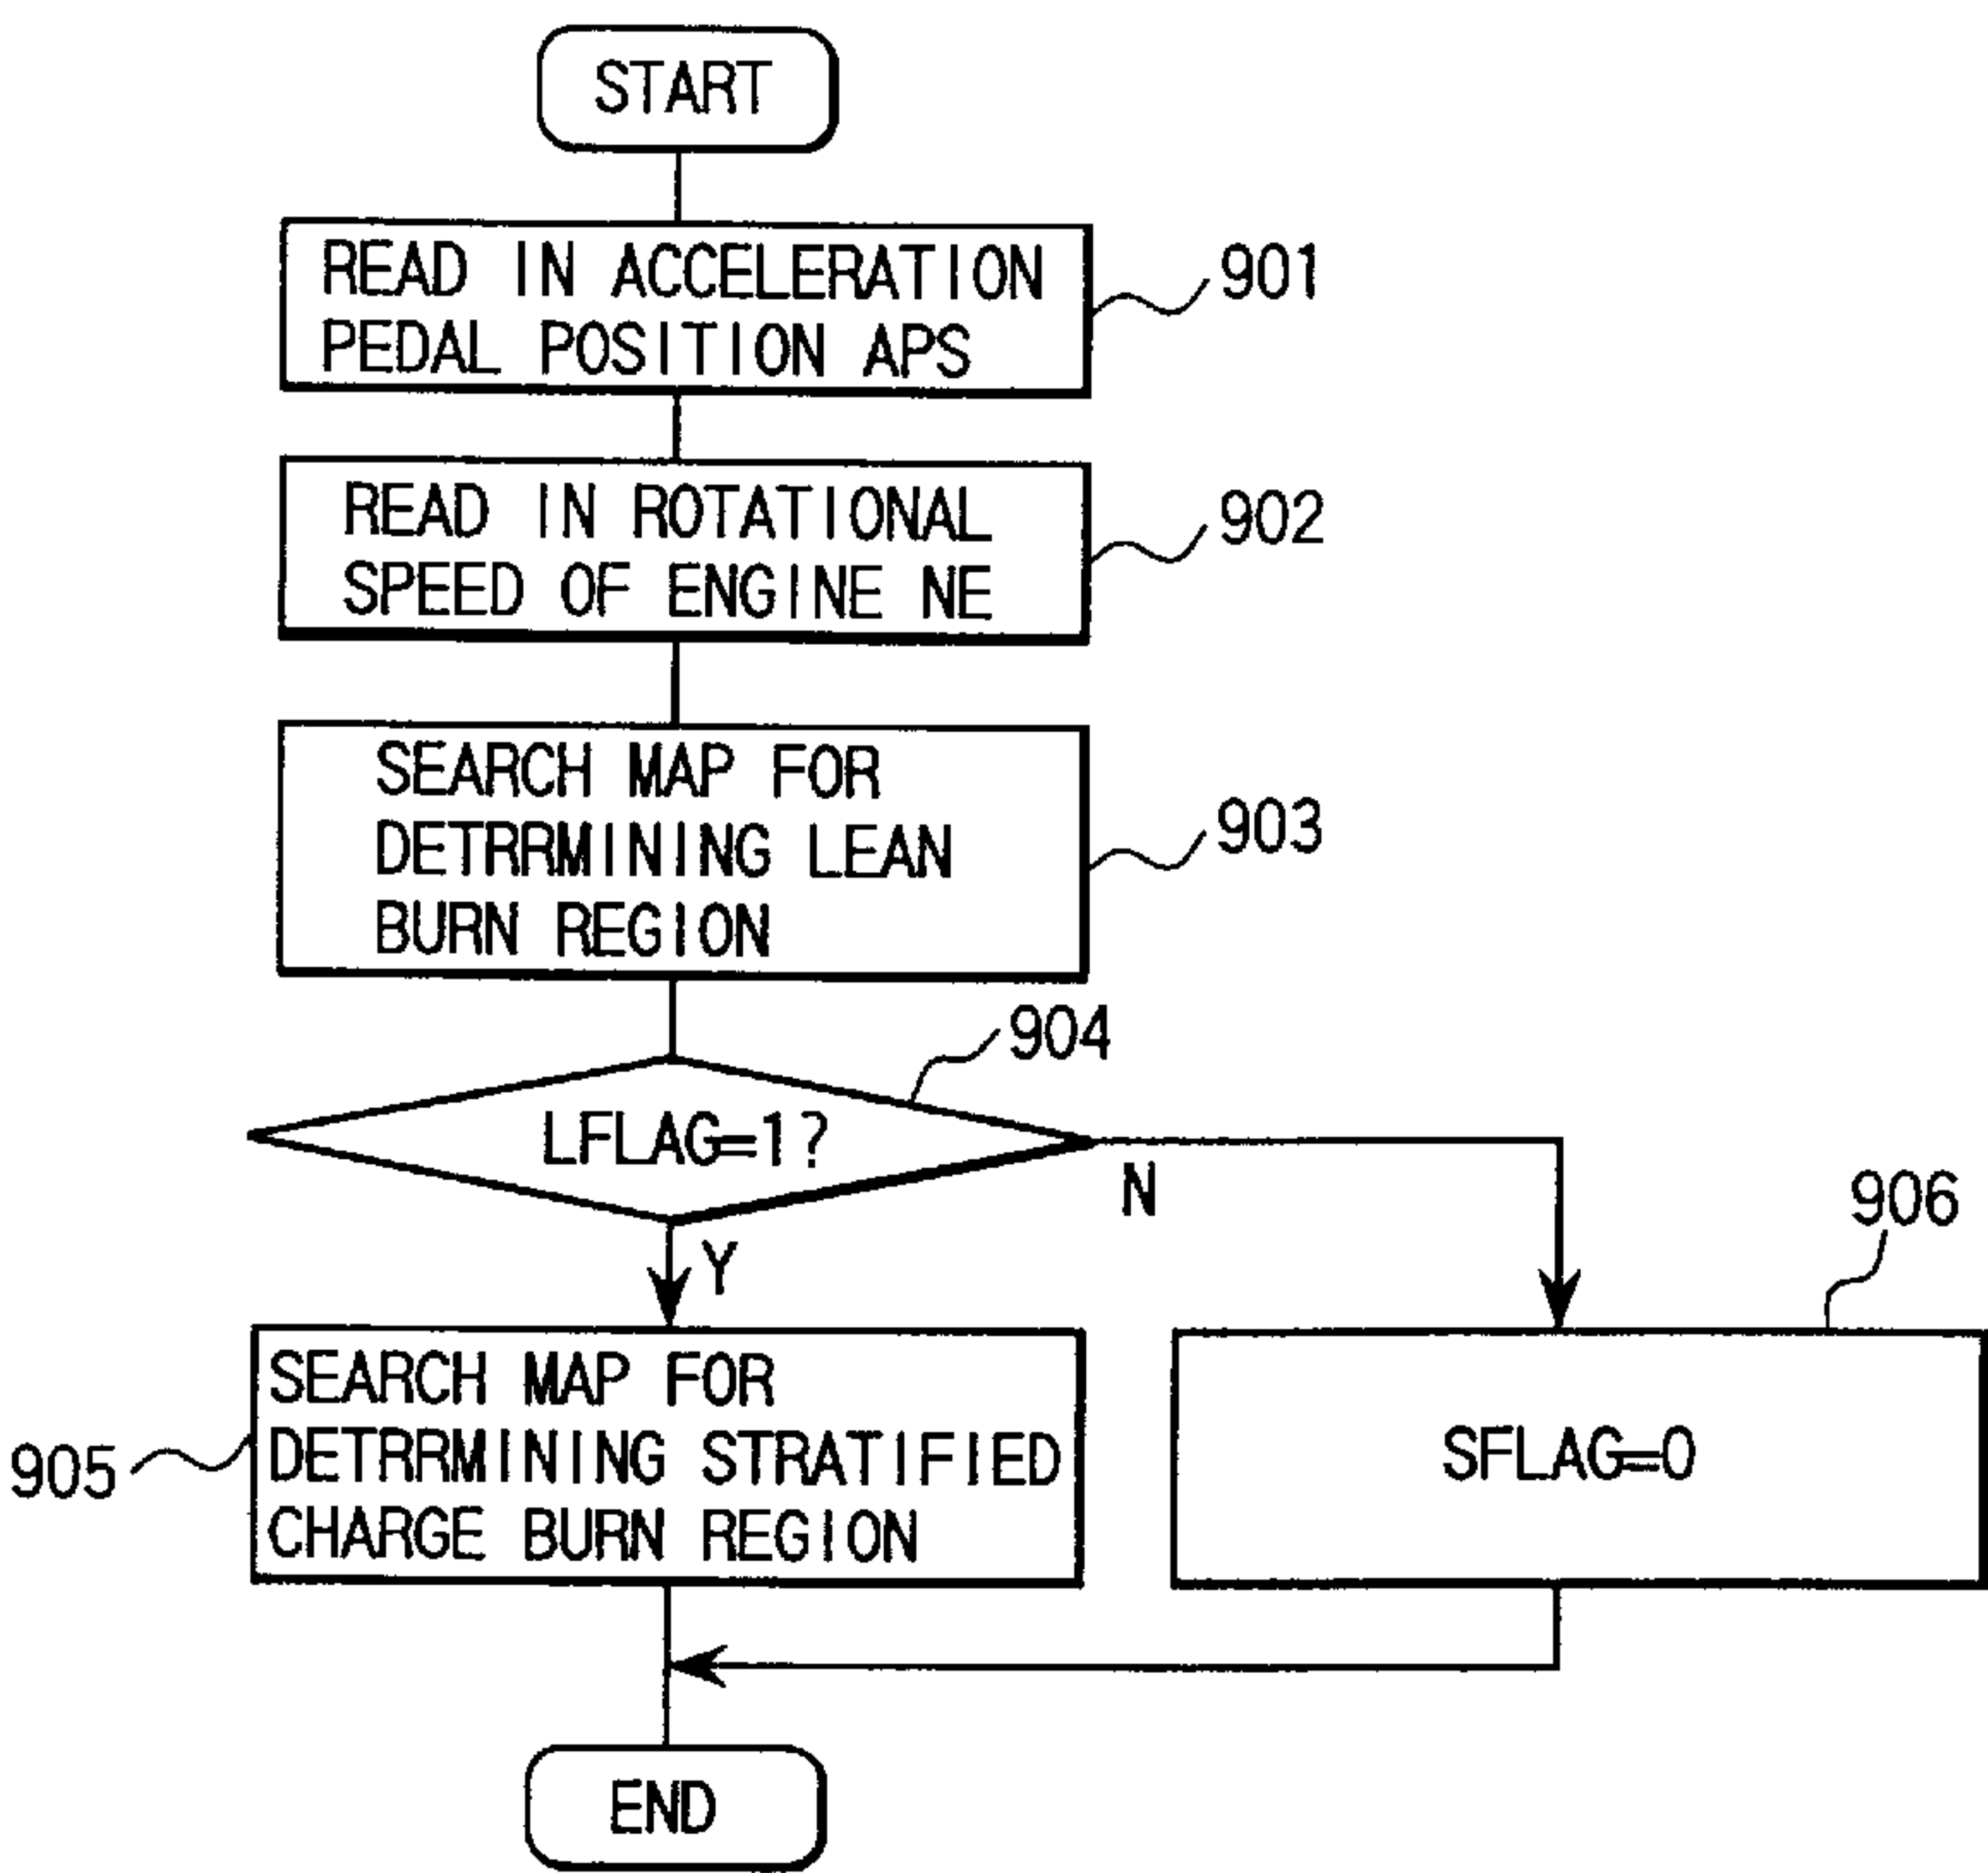 START
READ IN ACCELERATION
PEDAL POSITION APS
901
READ IN ROTATIONAL
SPEED OF ENGINE NE
902
SEARCH MAP FOR
DETRRMINING LEAN
BURN REGION
903
904
LFLAG=1?
N
Y
906
SEARCH MAP FOR
DETRRMINING STRATIFIED
CHARGE BURN REGION
905
SFLAG=0
END